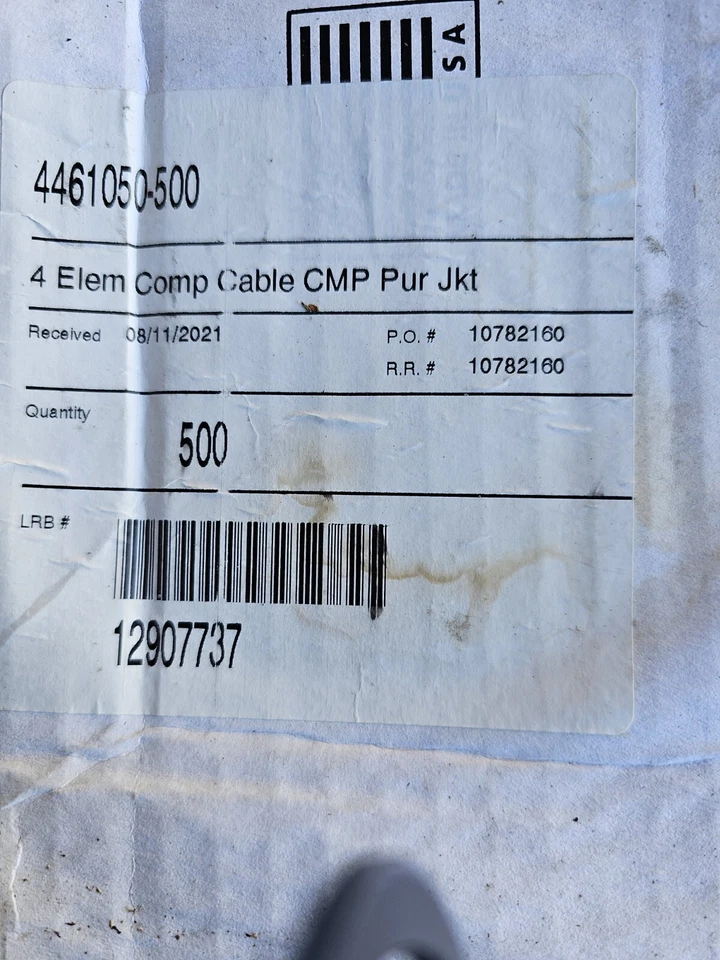 USA
4461050-500
4 Elem Comp Cable CMP Pur Jkt
Received 08/11/2021
P.O. # 10782160
R.R. # 10782160
Quantity
500
LRB #
12907737